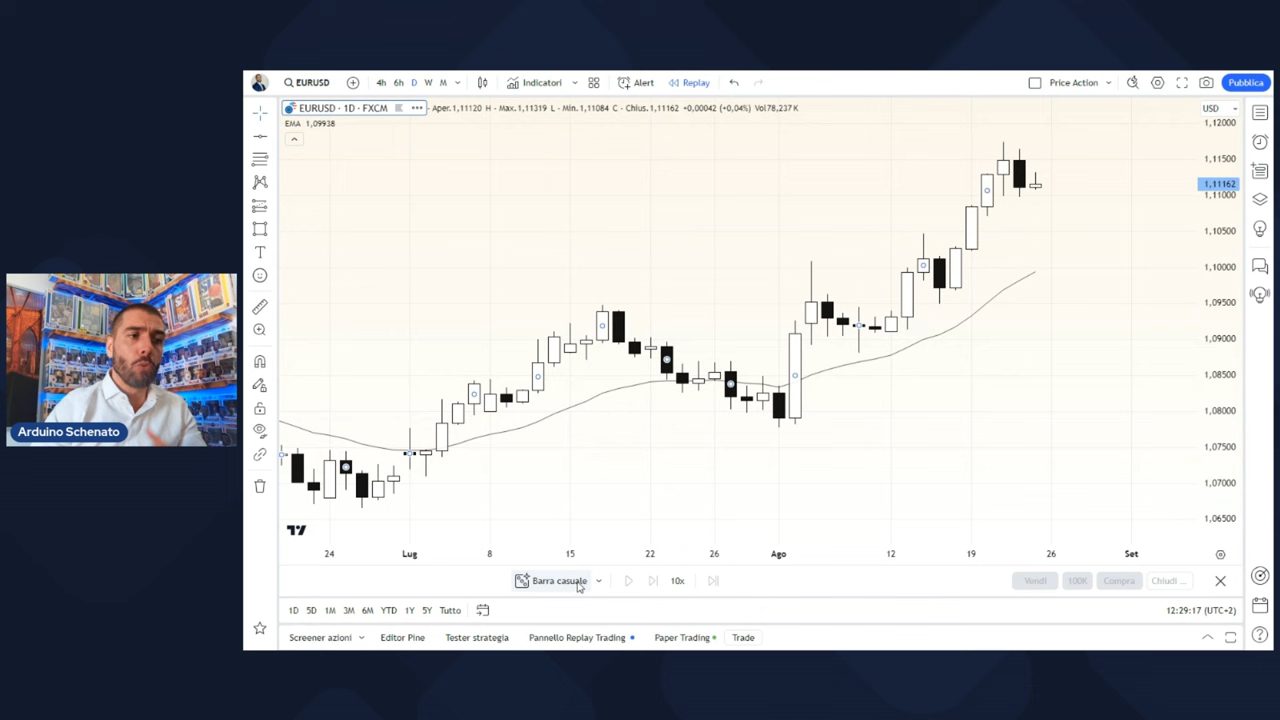 EURUSD 4h 6h D W M Indicatori Alert Replay Price Action Pubblica
EURUSD · 1D · FXCM Aper.1,11120 H - Max.1,11319 L - Min.1,11084 C - Chius.1,11162 +0,00042 (+0,04%) Vol78,237K USD
EMA 1,09938
1,12000
1,11500
1,11162
1,11000
1,10500
1,10000
1,09500
1,09000
1,08500
1,08000
1,07500
1,07000
1,06500
Arduino Schenato
24 Lug 8 15 22 26 Ago 12 19 26 Set
Barra casuale 10x Vendi 100K Compra Chiudi ...
1D 5D 1M 3M 6M YTD 1Y 5Y Tutto 12:29:17 (UTC+2)
Screener azioni Editor Pine Tester strategia Pannello Replay Trading Paper Trading Trade